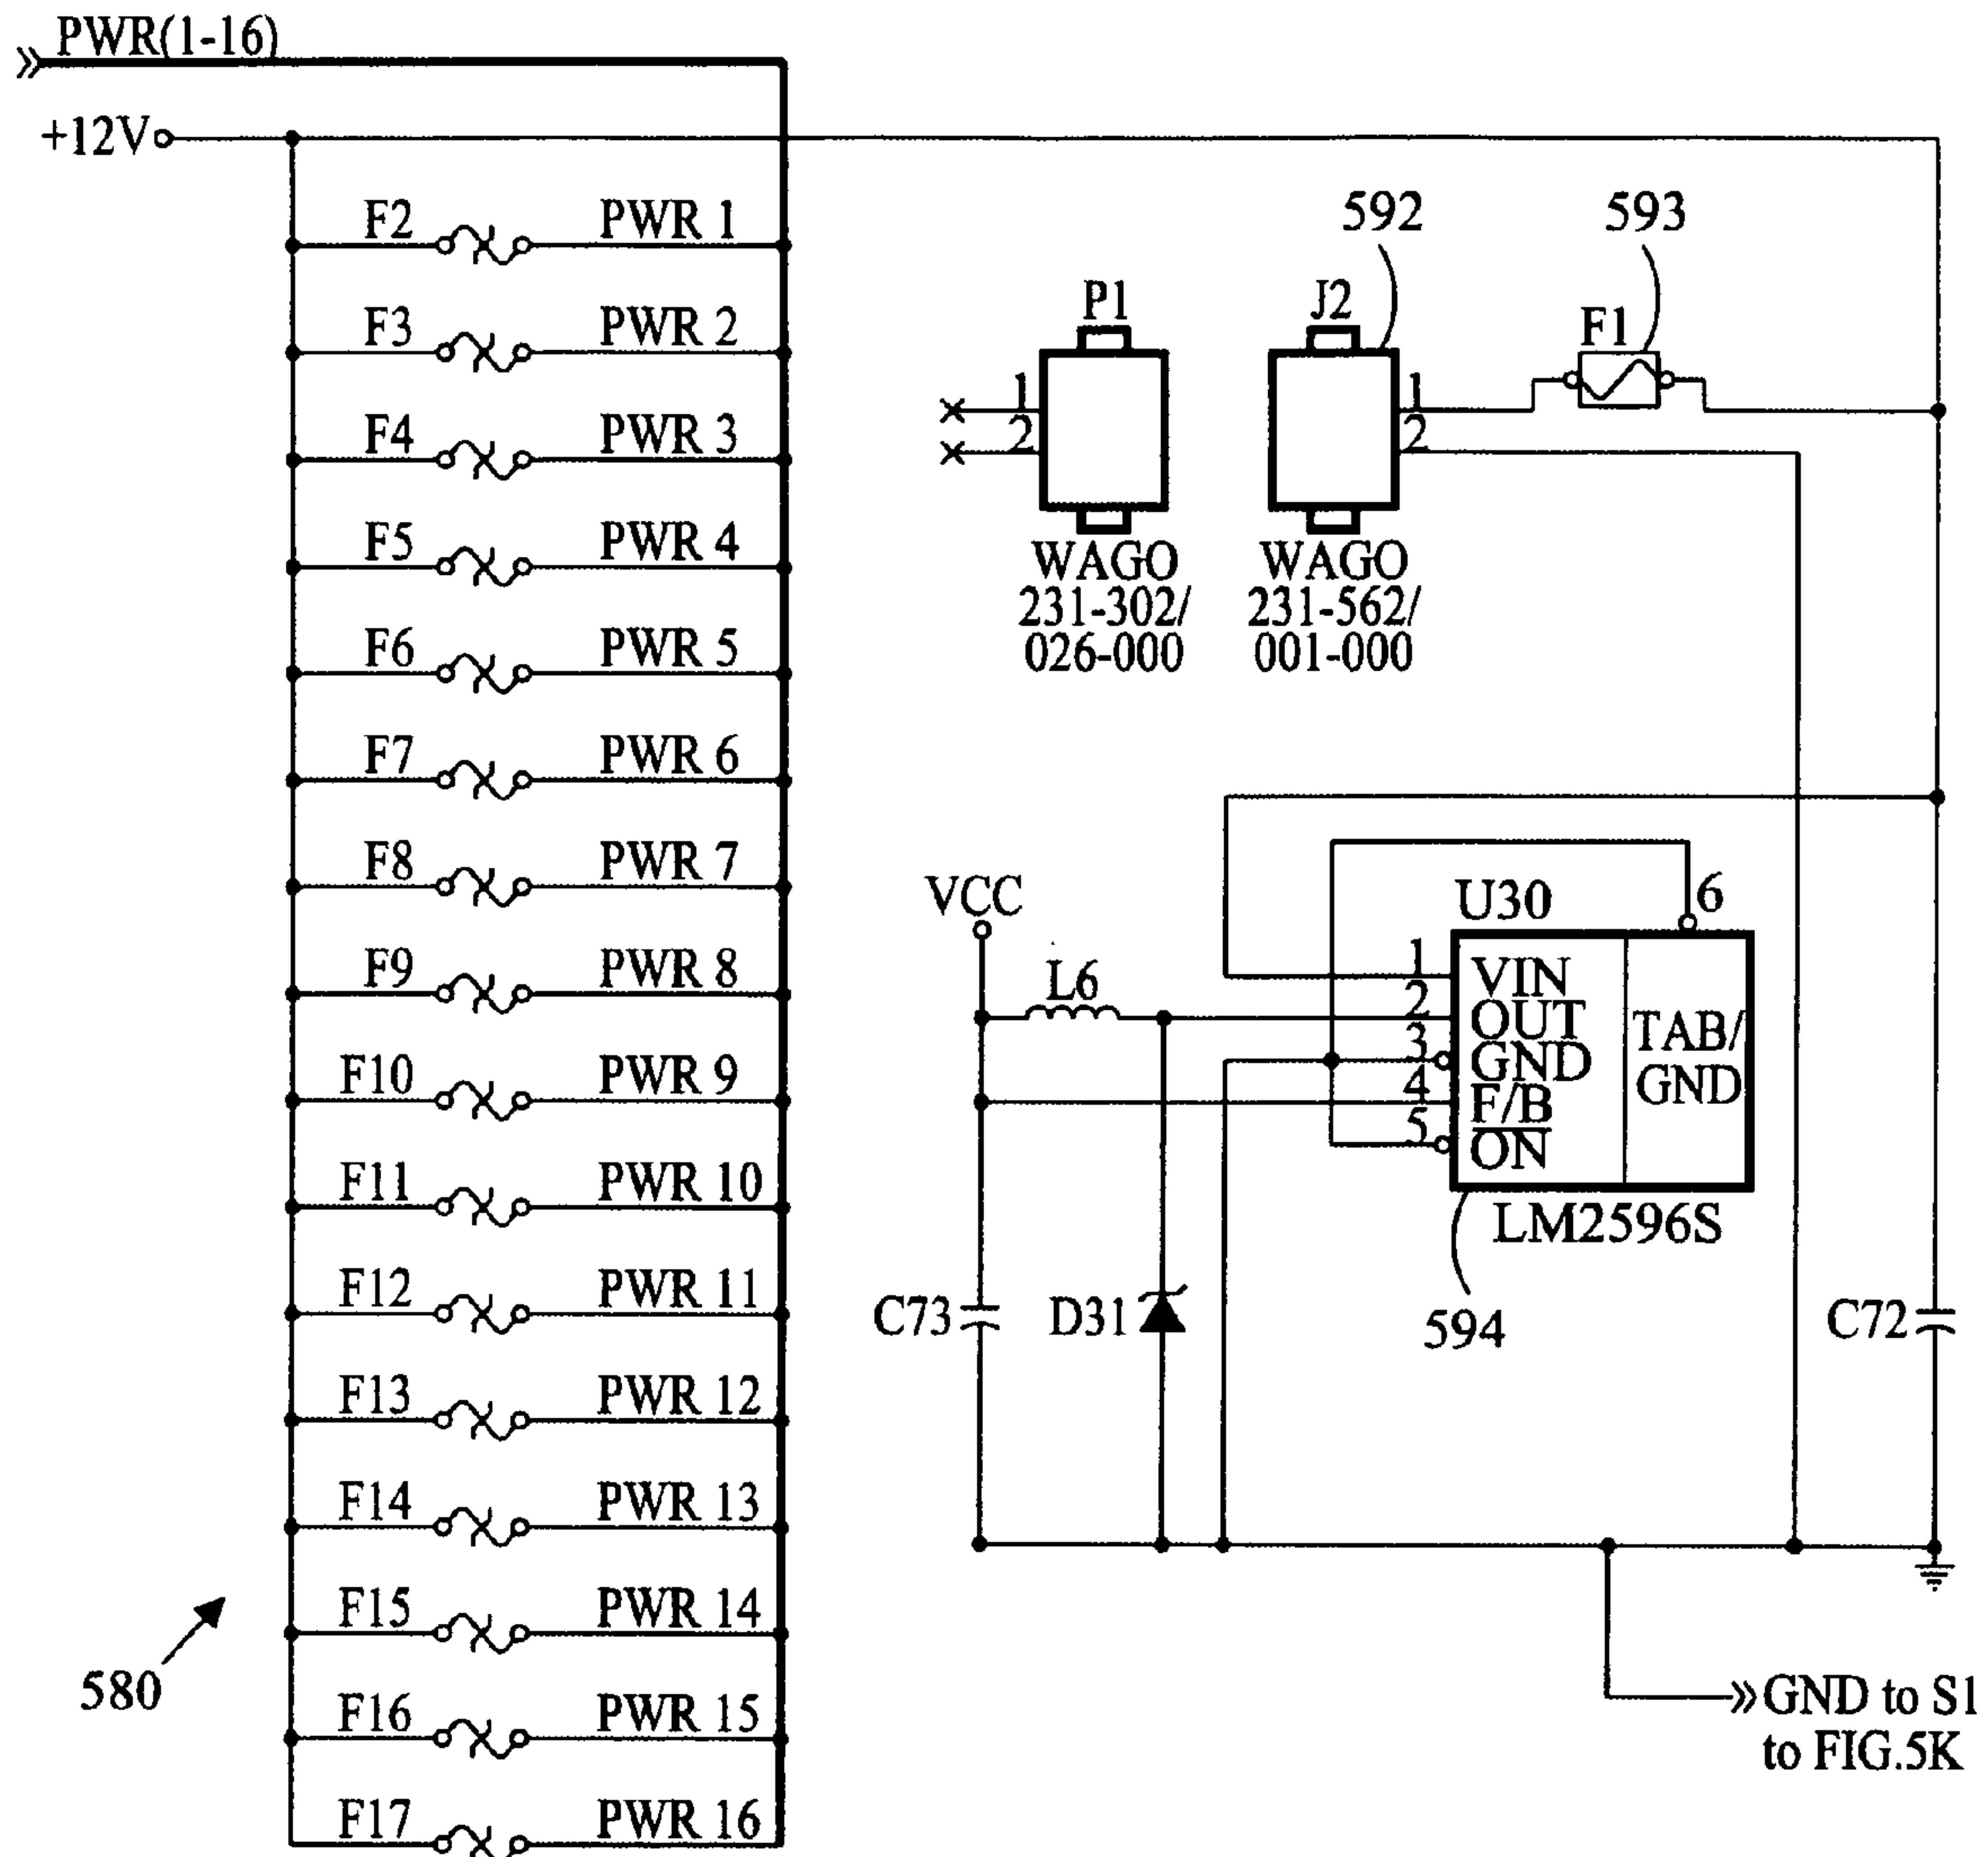 PWR(1-16)
+12V
F2 PWR 1
F3 PWR 2
F4 PWR 3
F5 PWR 4
F6 PWR 5
F7 PWR 6
F8 PWR 7
F9 PWR 8
F10 PWR 9
F11 PWR 10
F12 PWR 11
F13 PWR 12
F14 PWR 13
F15 PWR 14
F16 PWR 15
F17 PWR 16
580
592
593
P1
1
2
WAGO
231-302/
026-000
J2
1
2
WAGO
231-562/
001-000
F1
VCC
L6
U30
6
1 VIN
2 OUT
3 GND
4 F/B
5 ON
TAB/
GND
LM2596S
594
C73
D31
C72
GND to S1
to FIG.5K